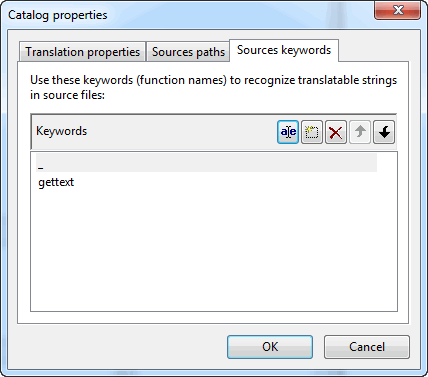 Catalog properties
Translation properties Sources paths Sources keywords
Use these keywords (function names) to recognize translatable strings
in source files:
Keywords a/e
_
gettext
OK Cancel